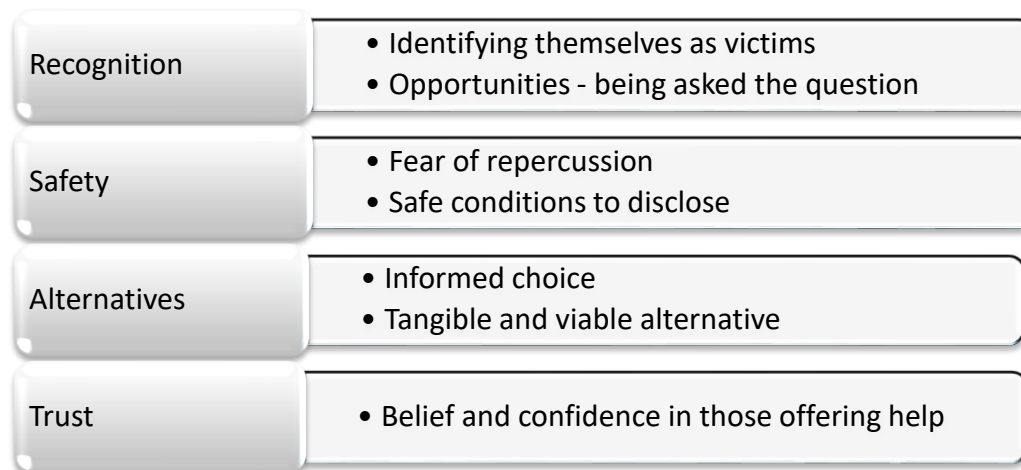 Recognition
• Identifying themselves as victims
• Opportunities - being asked the question
Safety
• Fear of repercussion
• Safe conditions to disclose
Alternatives
• Informed choice
• Tangible and viable alternative
Trust
• Belief and confidence in those offering help